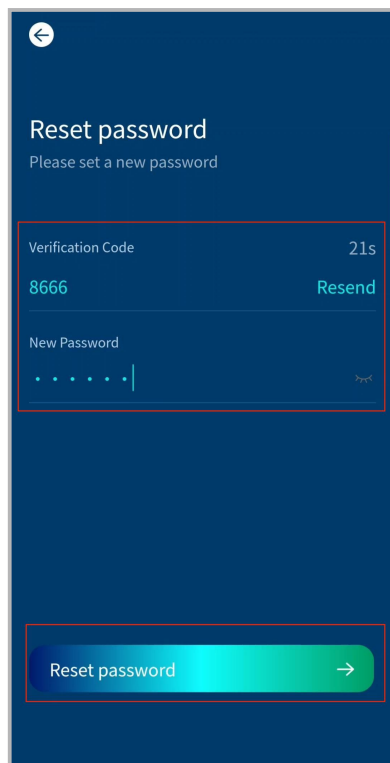 Reset password
Please set a new password
Verification Code 21s
8666 Resend
New Password
Reset password